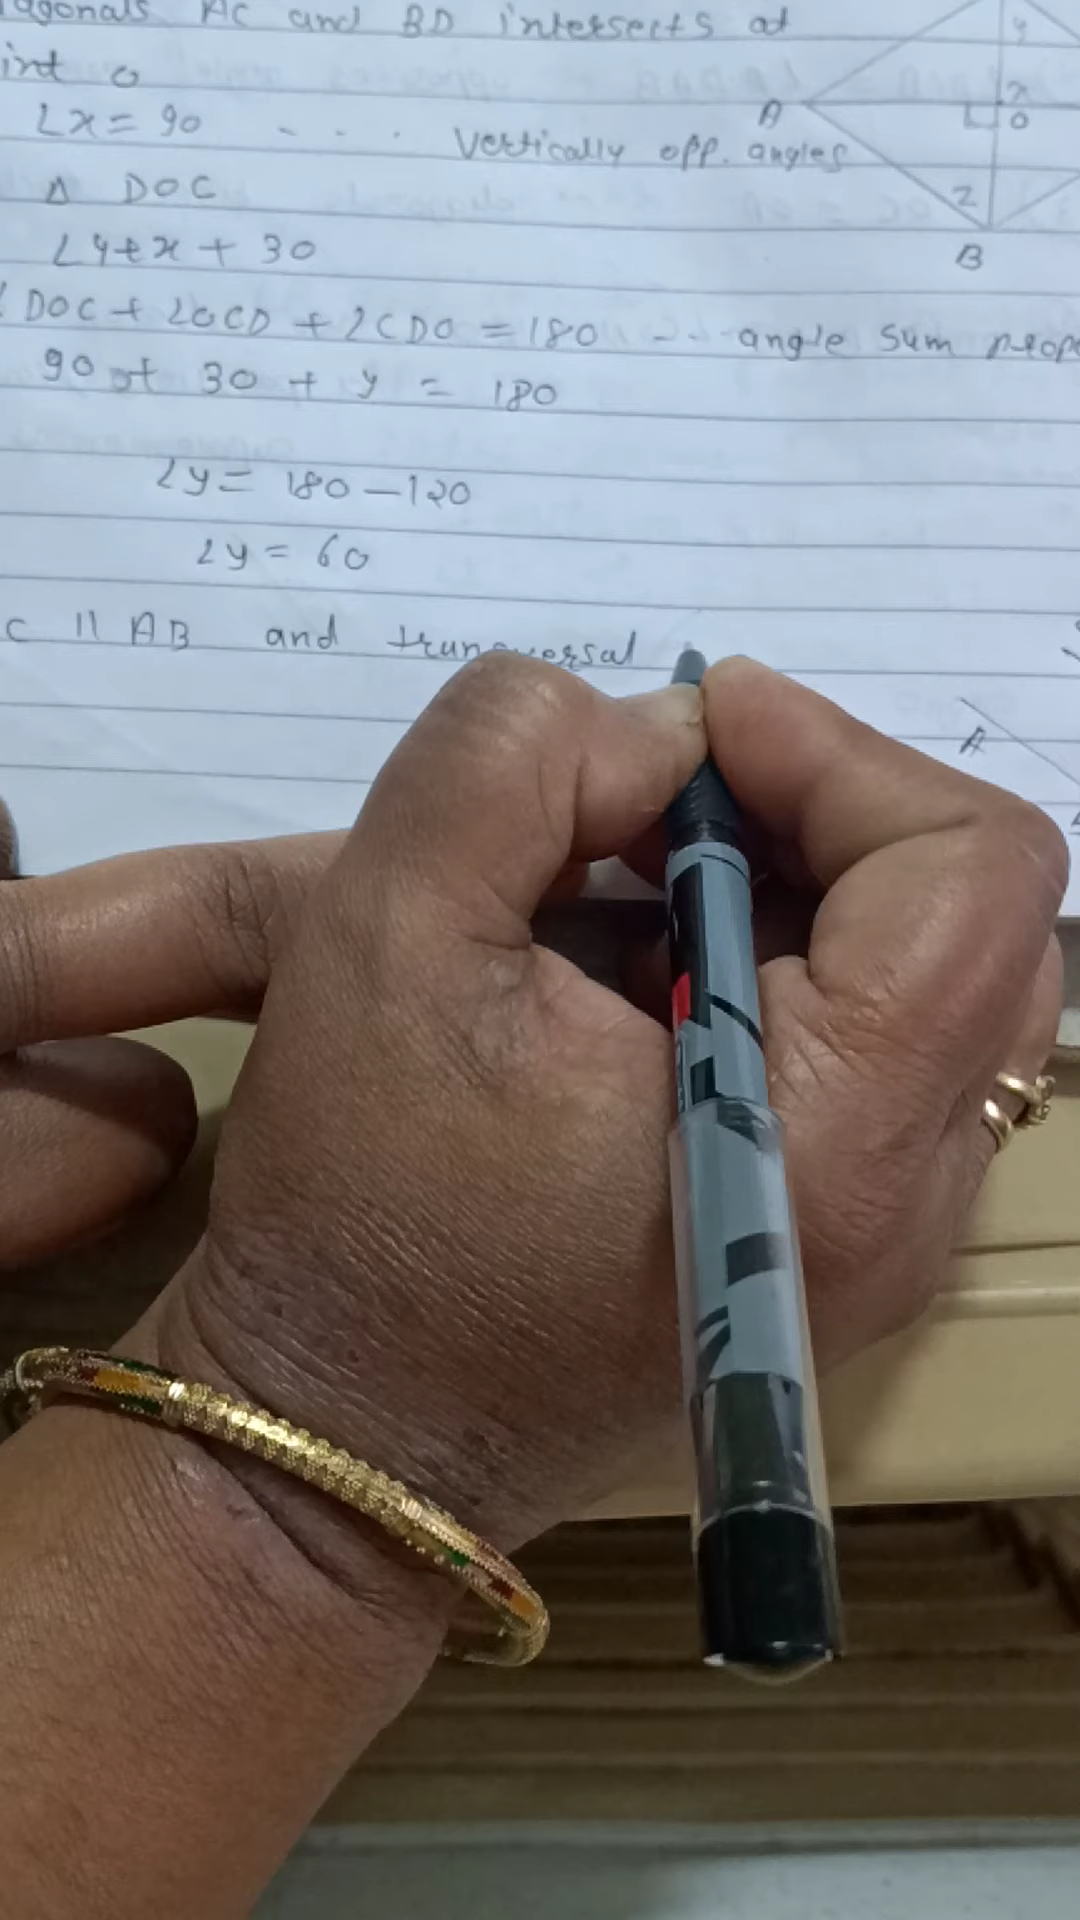 agonals AC and BD intersects at
int O
∠x = 90 - - - . Vertically opp. angles
Δ DOC
∠y + x + 30
∠DOC + ∠OCD + ∠CDO = 180 - - - angle sum prope
90 + 30 + y = 180
∠y = 180 - 120
∠y = 60
C || AB and transversal
y
x
A
O
Z
B
A